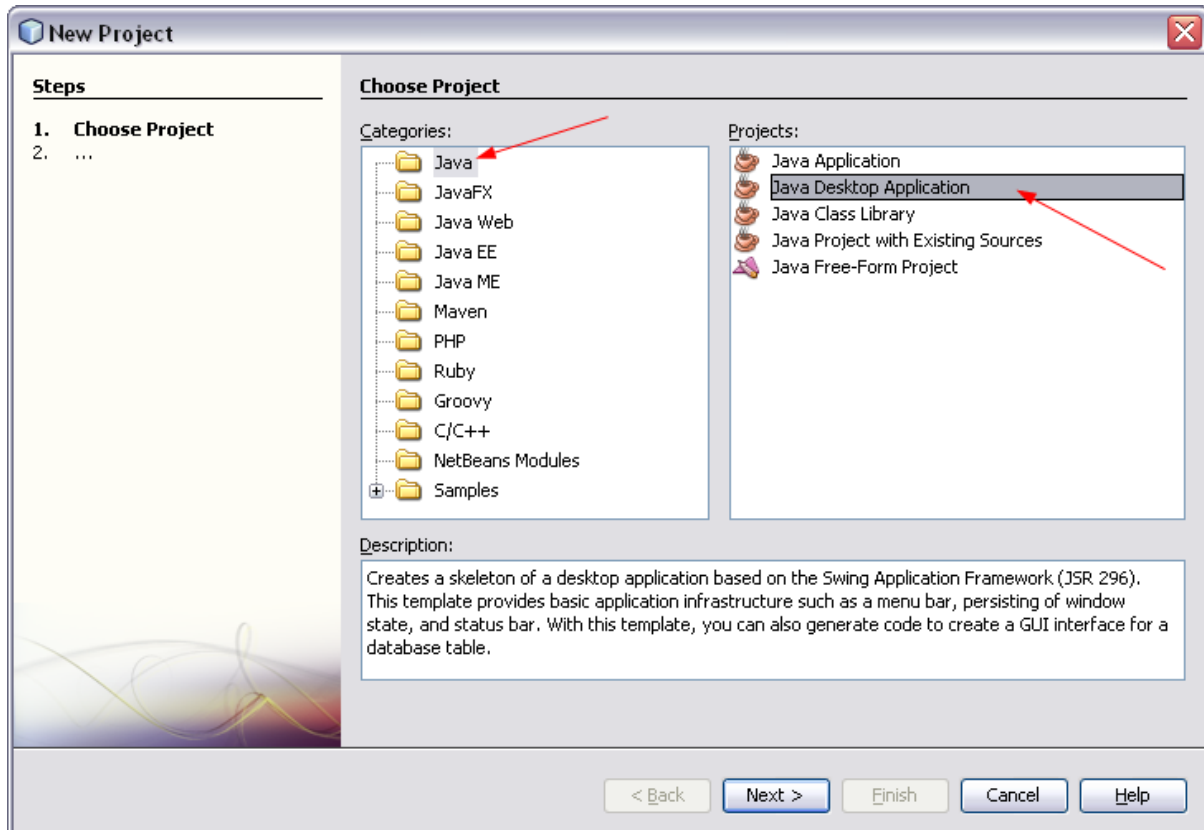 New Project
Steps
1. Choose Project
2. ...
Choose Project
Categories:
Java
JavaFX
Java Web
Java EE
Java ME
Maven
PHP
Ruby
Groovy
C/C++
NetBeans Modules
Samples
Projects:
Java Application
Java Desktop Application
Java Class Library
Java Project with Existing Sources
Java Free-Form Project
Description:
Creates a skeleton of a desktop application based on the Swing Application Framework (JSR 296).
This template provides basic application infrastructure such as a menu bar, persisting of window
state, and status bar. With this template, you can also generate code to create a GUI interface for a
database table.
< Back
Next >
Finish
Cancel
Help